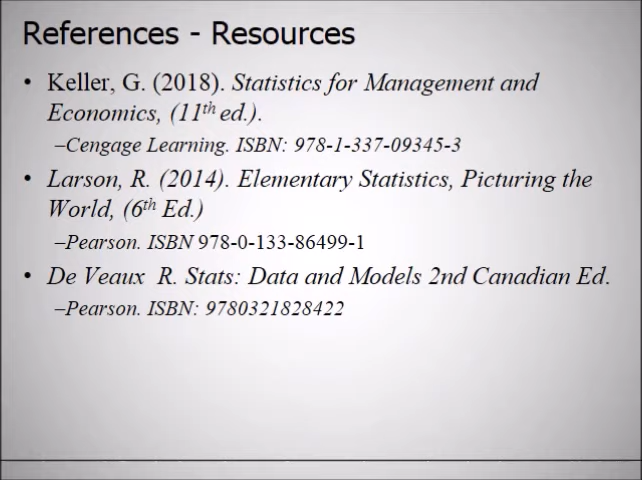 References - Resources
• Keller, G. (2018). Statistics for Management and
Economics, (11th ed.).
–Cengage Learning. ISBN: 978-1-337-09345-3
• Larson, R. (2014). Elementary Statistics, Picturing the
World, (6th Ed.)
–Pearson. ISBN 978-0-133-86499-1
• De Veaux R. Stats: Data and Models 2nd Canadian Ed.
–Pearson. ISBN: 9780321828422